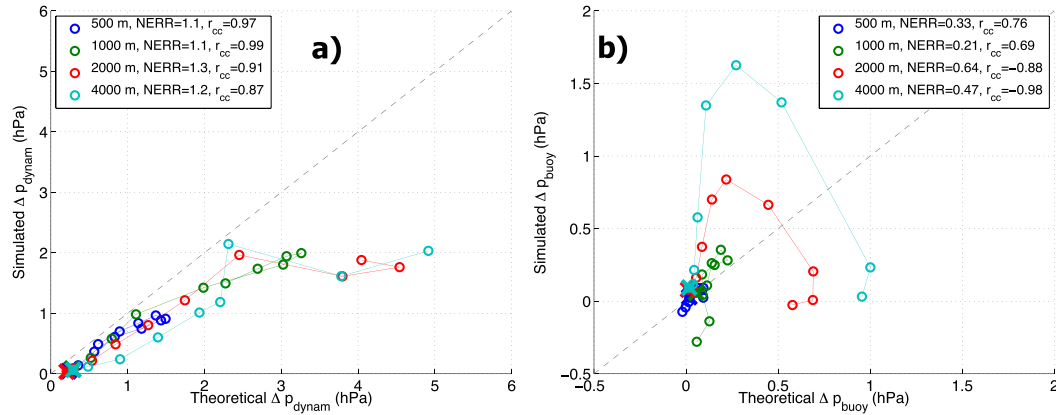 a)
500 m, NERR=1.1, r_cc=0.97
1000 m, NERR=1.1, r_cc=0.99
2000 m, NERR=1.3, r_cc=0.91
4000 m, NERR=1.2, r_cc=0.87
Simulated Δ p_dynam (hPa)
6
5
4
3
2
1
0
0 1 2 3 4 5 6
Theoretical Δ p_dynam (hPa)
b)
500 m, NERR=0.33, r_cc=0.76
1000 m, NERR=0.21, r_cc=0.69
2000 m, NERR=0.64, r_cc=−0.88
4000 m, NERR=0.47, r_cc=−0.98
Simulated Δ p_buoy (hPa)
2
1.5
1
0.5
0
−0.5
−0.5 0 0.5 1 1.5 2
Theoretical Δ p_buoy (hPa)